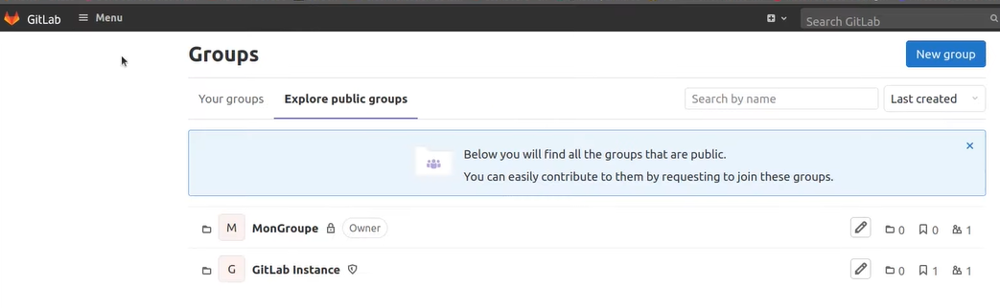 GitLab Menu Search GitLab
Groups New group
Your groups Explore public groups Search by name Last created
Below you will find all the groups that are public.
You can easily contribute to them by requesting to join these groups.
M MonGroupe Owner 0 0 1
G GitLab Instance 0 1 1